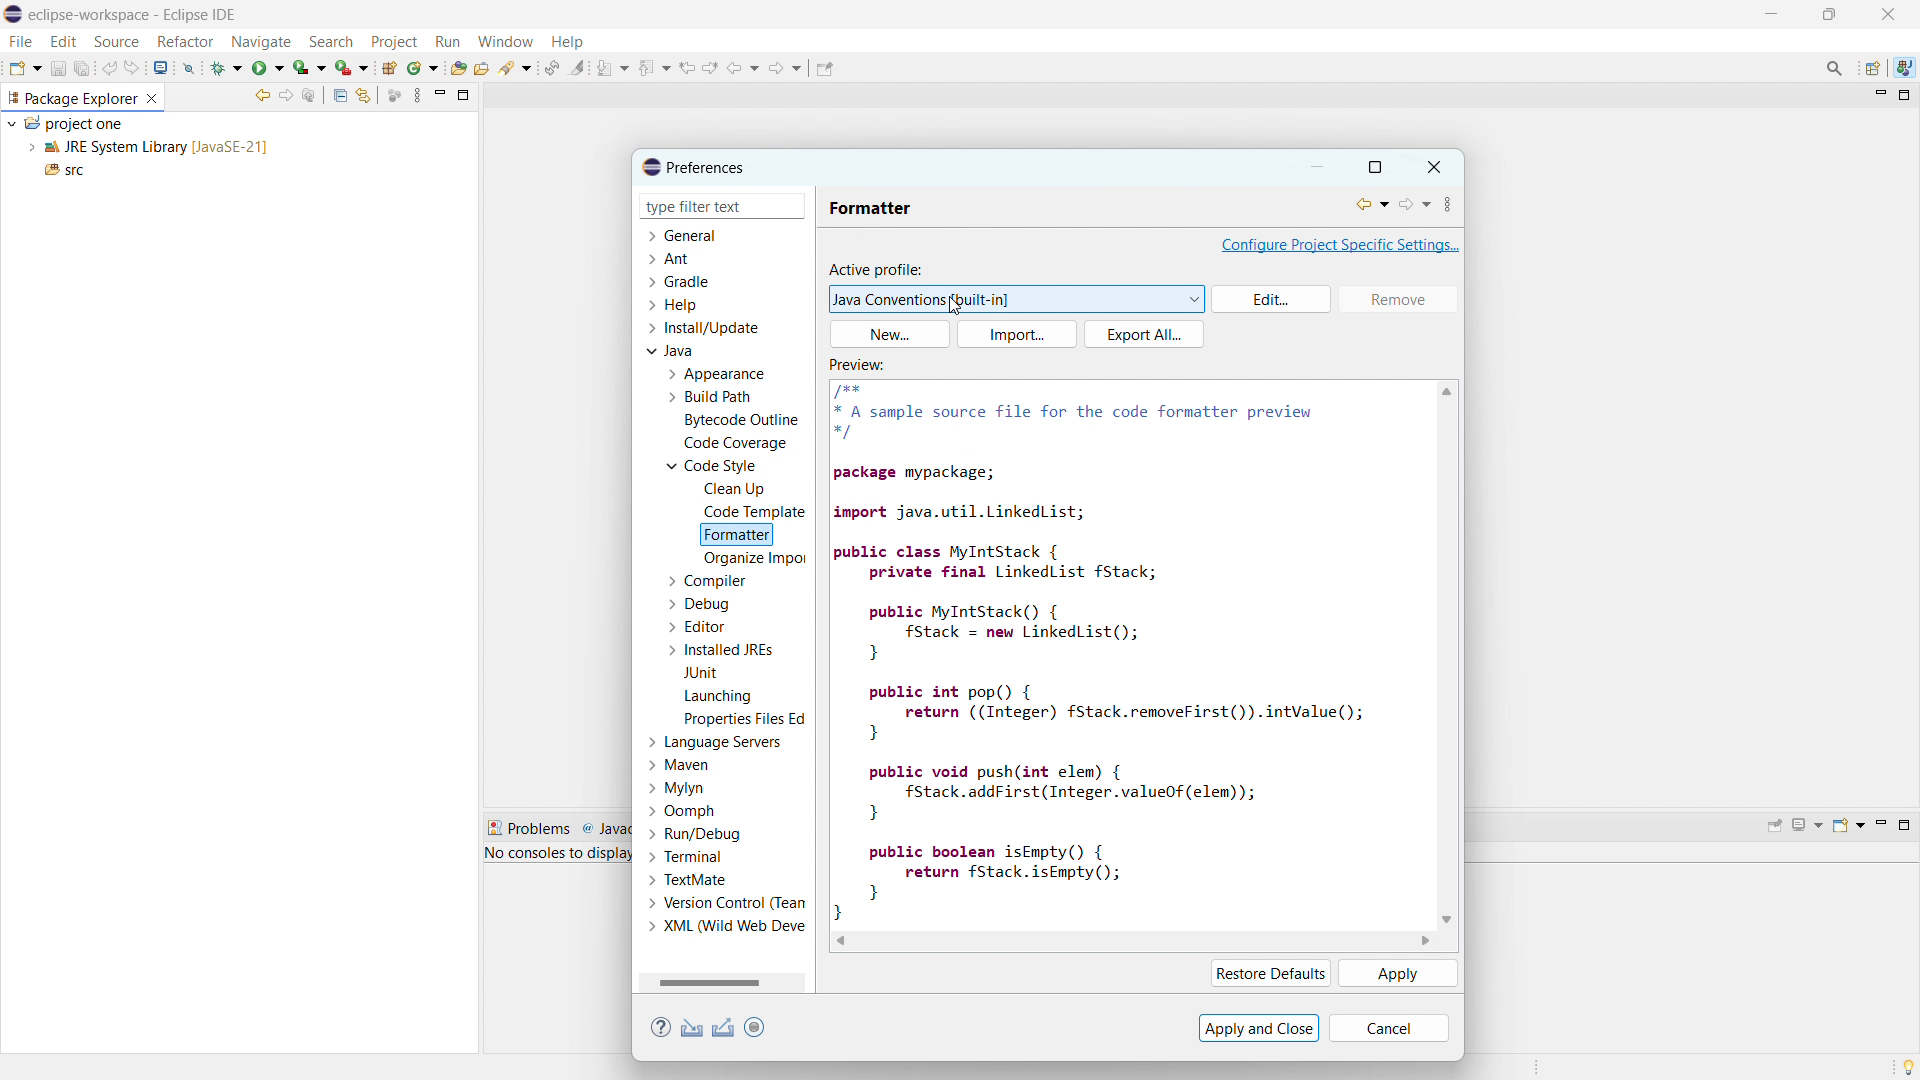 eclipse-workspace - Eclipse IDE
File Edit Source Refactor Navigate Search Project Run Window Help
Package Explorer
project one
JRE System Library [JavaSE-21]
src
Preferences
type filter text
General
Ant
Gradle
Help
Install/Update
Java
Appearance
Build Path
Bytecode Outline
Code Coverage
Code Style
Clean Up
Code Template
Formatter
Organize Impo
Compiler
Debug
Editor
Installed JREs
JUnit
Launching
Properties Files Ed
Language Servers
Maven
Mylyn
Oomph
Run/Debug
Terminal
TextMate
Version Control (Tean
XML (Wild Web Deve
Formatter
Configure Project Specific Settings...
Active profile:
Java Conventions [built-in]
Edit...
Remove
New...
Import...
Export All...
Preview:
/**
* A sample source file for the code formatter preview
*/
package mypackage;
import java.util.LinkedList;
public class MyIntStack {
private final LinkedList fStack;
public MyIntStack() {
fStack = new LinkedList();
}
public int pop() {
return ((Integer) fStack.removeFirst()).intValue();
}
public void push(int elem) {
fStack.addFirst(Integer.valueOf(elem));
}
public boolean isEmpty() {
return fStack.isEmpty();
}
}
Restore Defaults
Apply
Apply and Close
Cancel
Problems @ Javad
No consoles to display